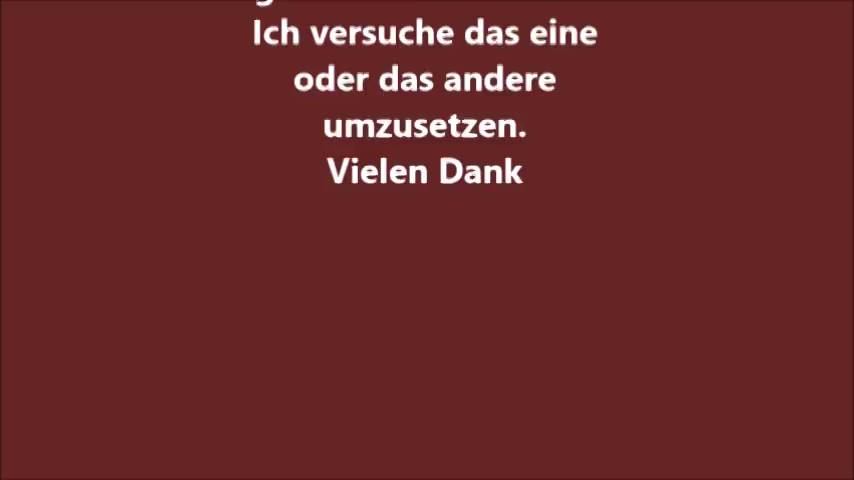 Ich versuche das eine
oder das andere
umzusetzen.
Vielen Dank